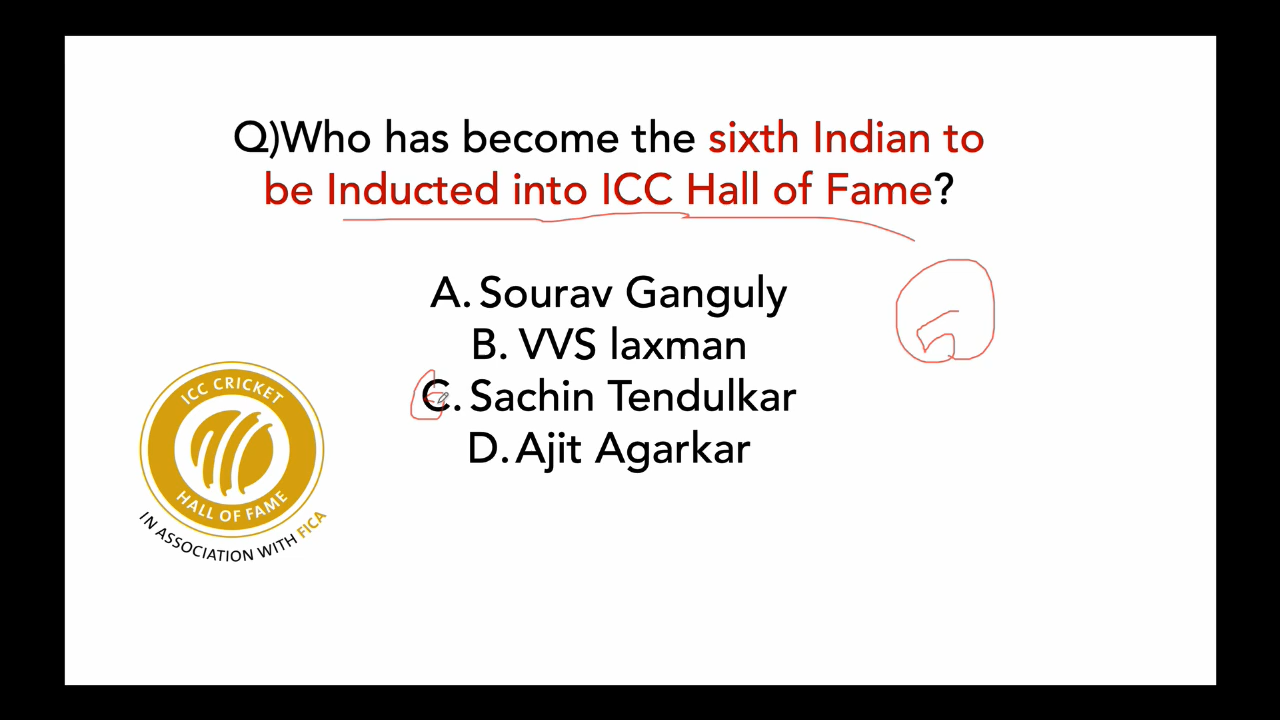 Q)Who has become the sixth Indian to
be Inducted into ICC Hall of Fame?
A. Sourav Ganguly
B. VVS laxman
C. Sachin Tendulkar
D. Ajit Agarkar
ICC CRICKET
HALL OF FAME
IN ASSOCIATION WITH FICA